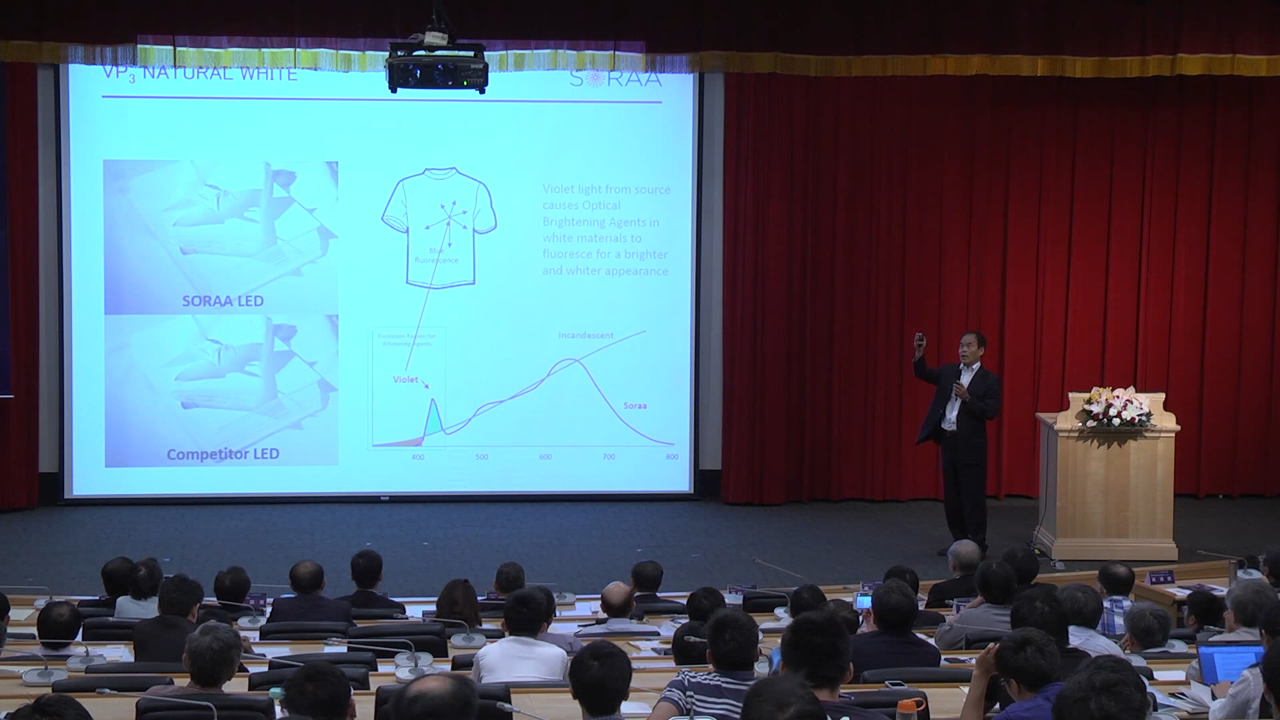 VP3 NATURAL WHITE
SORAA
SORAA LED
Competitor LED
Blue
fluorescence
Violet light from source
causes Optical
Brightening Agents in
white materials to
fluoresce for a brighter
and whiter appearance
Incandescent
Violet
Soraa
400 500 600 700 800